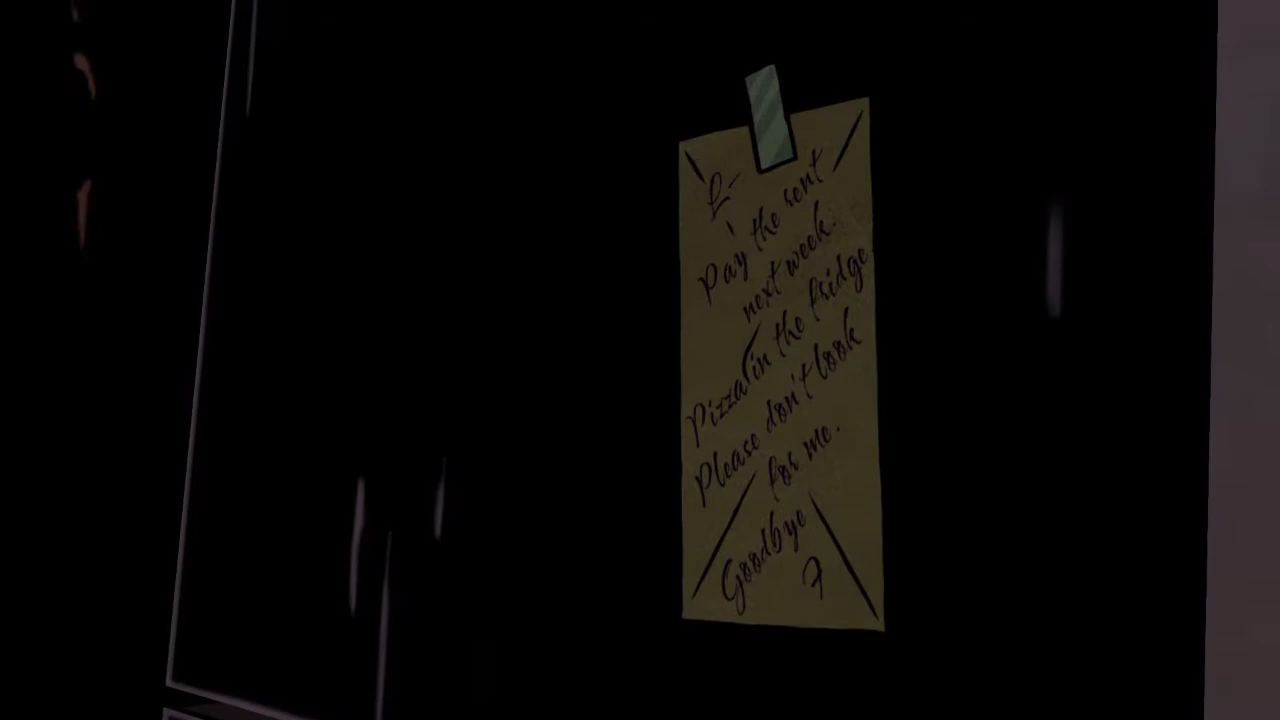 R-
Pay the rent
next week.
Pizza in the fridge.
Please don't look
for me.
Goodbye
F